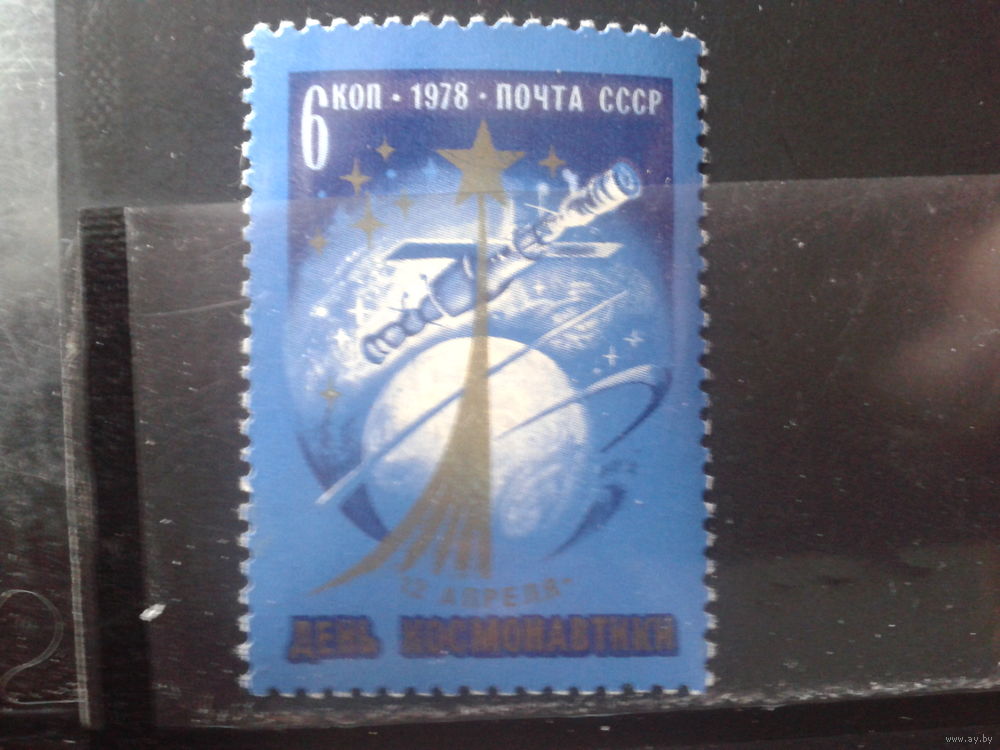 6 КОП • 1978 • ПОЧТА СССР
12 АПРЕЛЯ
ДЕНЬ КОСМОНАВТИКИ
www.ay.by